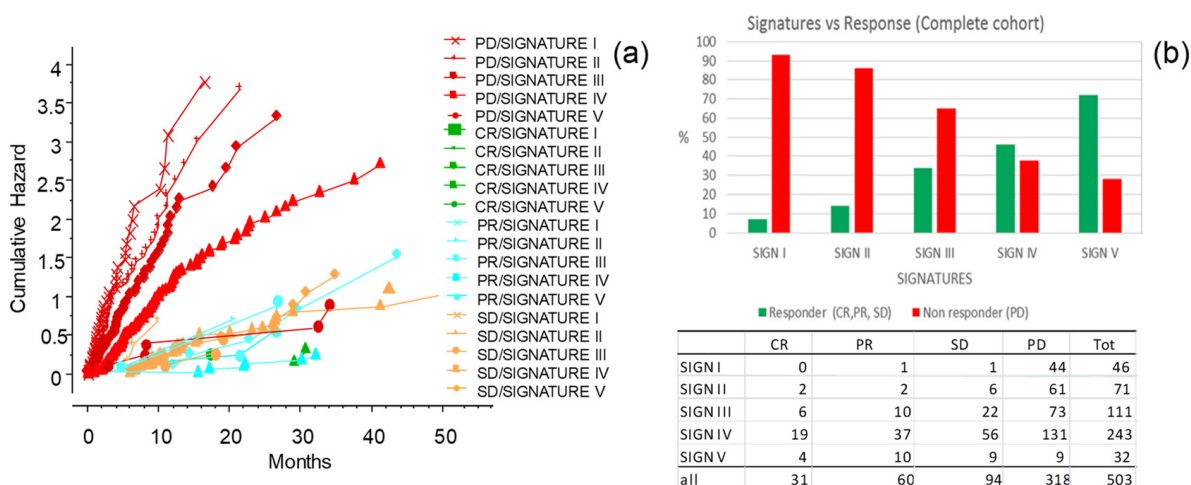 (a)
4
3.5
3
2.5
2
1.5
1
0.5
0
Cumulative Hazard
0 10 20 30 40 50
Months
PD/SIGNATURE I
PD/SIGNATURE II
PD/SIGNATURE III
PD/SIGNATURE IV
PD/SIGNATURE V
CR/SIGNATURE I
CR/SIGNATURE II
CR/SIGNATURE III
CR/SIGNATURE IV
CR/SIGNATURE V
PR/SIGNATURE I
PR/SIGNATURE II
PR/SIGNATURE III
PR/SIGNATURE IV
PR/SIGNATURE V
SD/SIGNATURE I
SD/SIGNATURE II
SD/SIGNATURE III
SD/SIGNATURE IV
SD/SIGNATURE V
Signatures vs Response (Complete cohort)
(b)
100
90
80
70
60
50
40
30
20
10
0
%
SIGN I SIGN II SIGN III SIGN IV SIGN V
SIGNATURES
Responder (CR,PR, SD) Non responder (PD)
CR PR SD PD Tot
SIGN I 0 1 1 44 46
SIGN II 2 2 6 61 71
SIGN III 6 10 22 73 111
SIGN IV 19 37 56 131 243
SIGN V 4 10 9 9 32
all 31 60 94 318 503